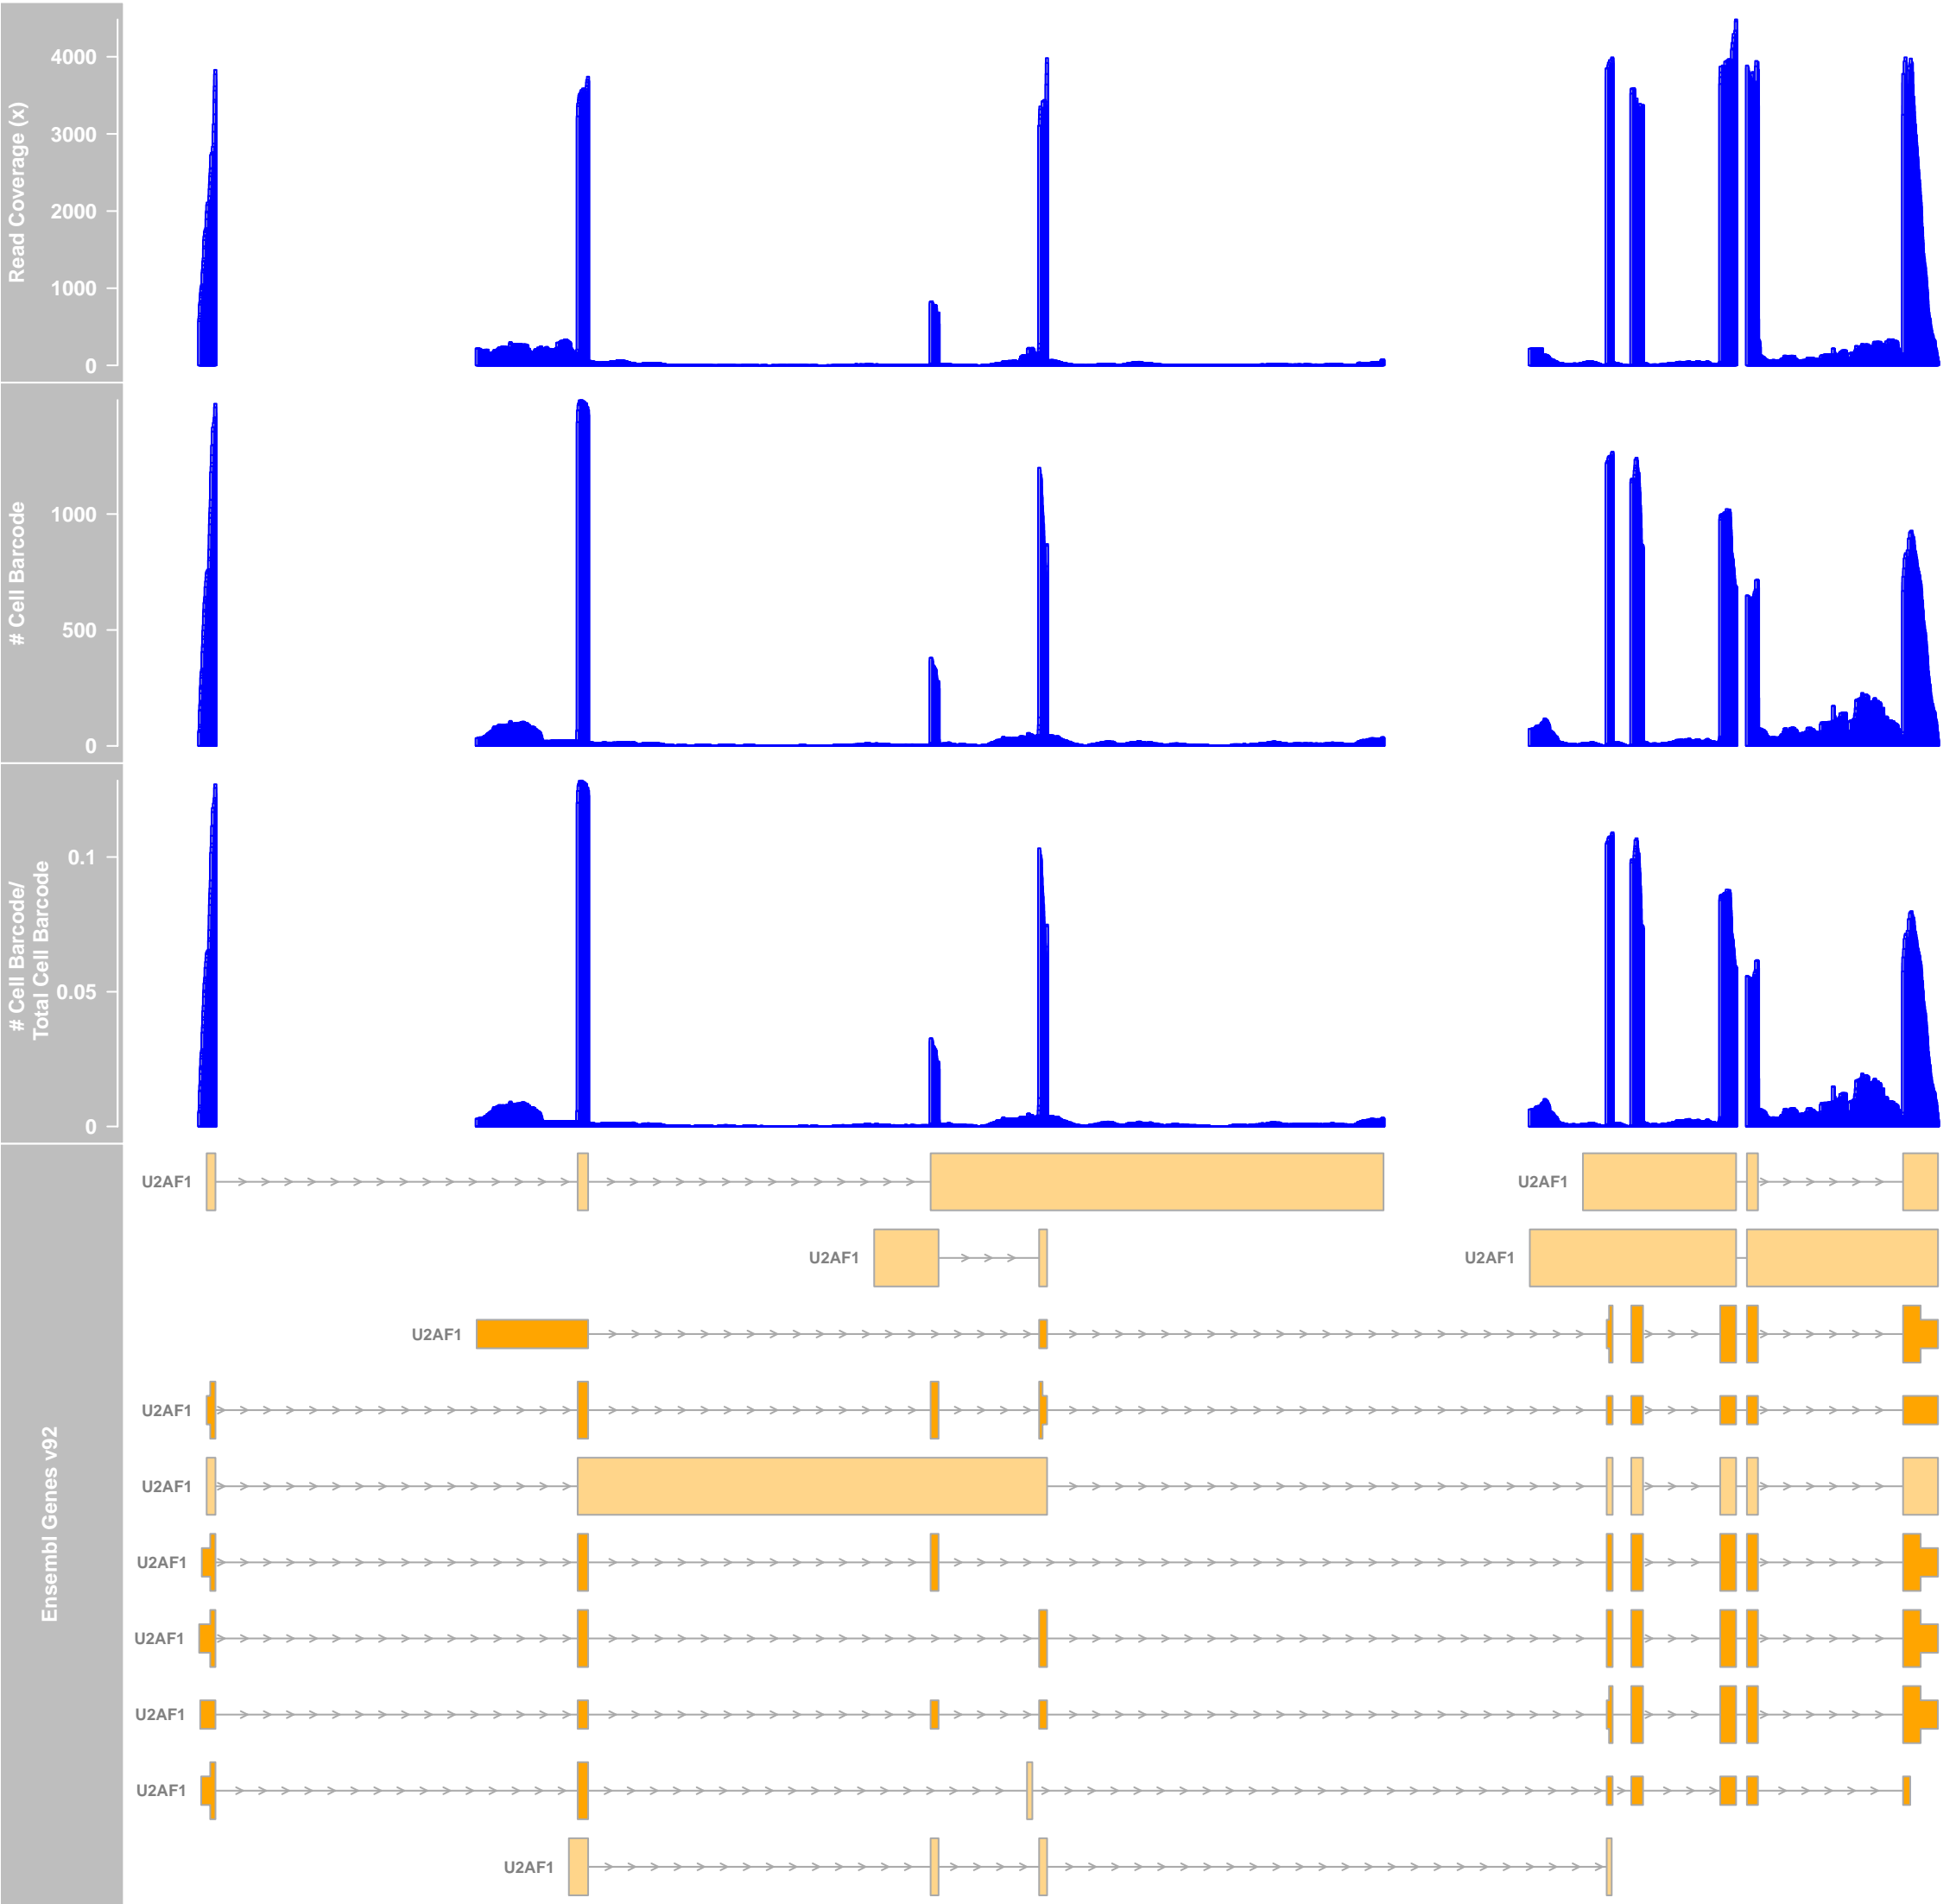 Read Coverage (x)
4000
3000
2000
1000
0
# Cell Barcode
1000
500
0
# Cell Barcode/
Total Cell Barcode
0.1
0.05
0
Ensembl Genes v92
U2AF1
U2AF1
U2AF1
U2AF1
U2AF1
U2AF1
U2AF1
U2AF1
U2AF1
U2AF1
U2AF1
U2AF1